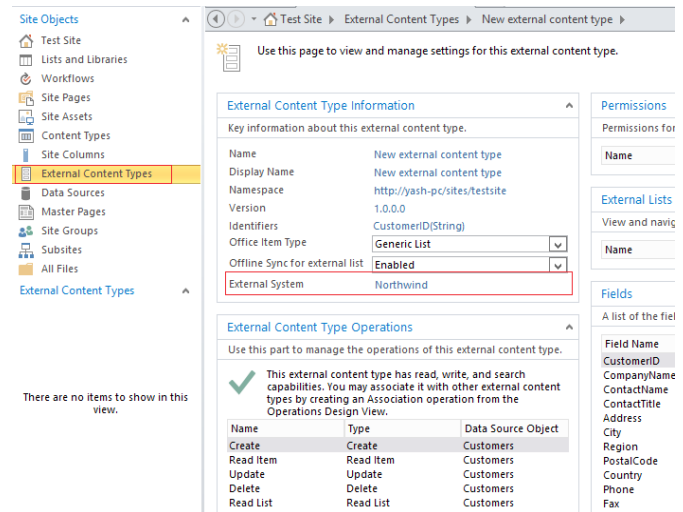 Site Objects
Test Site
Lists and Libraries
Workflows
Site Pages
Site Assets
Content Types
Site Columns
External Content Types
Data Sources
Master Pages
Site Groups
Subsites
All Files
External Content Types
There are no items to show in this
view.
Test Site External Content Types New external content type
Use this page to view and manage settings for this external content type.
External Content Type Information
Key information about this external content type.
Name New external content type
Display Name New external content type
Namespace http://yash-pc/sites/testsite
Version 1.0.0.0
Identifiers CustomerID(String)
Office Item Type Generic List
Offline Sync for external list Enabled
External System Northwind
External Content Type Operations
Use this part to manage the operations of this external content type.
This external content type has read, write, and search
capabilities. You may associate it with other external content
types by creating an Association operation from the
Operations Design View.
Name Type Data Source Object
Create Create Customers
Read Item Read Item Customers
Update Update Customers
Delete Delete Customers
Read List Read List Customers
Permissions
Permissions for
Name
External Lists
View and navig
Name
Fields
A list of the fiel
Field Name
CustomerID
CompanyName
ContactName
ContactTitle
Address
City
Region
PostalCode
Country
Phone
Fax